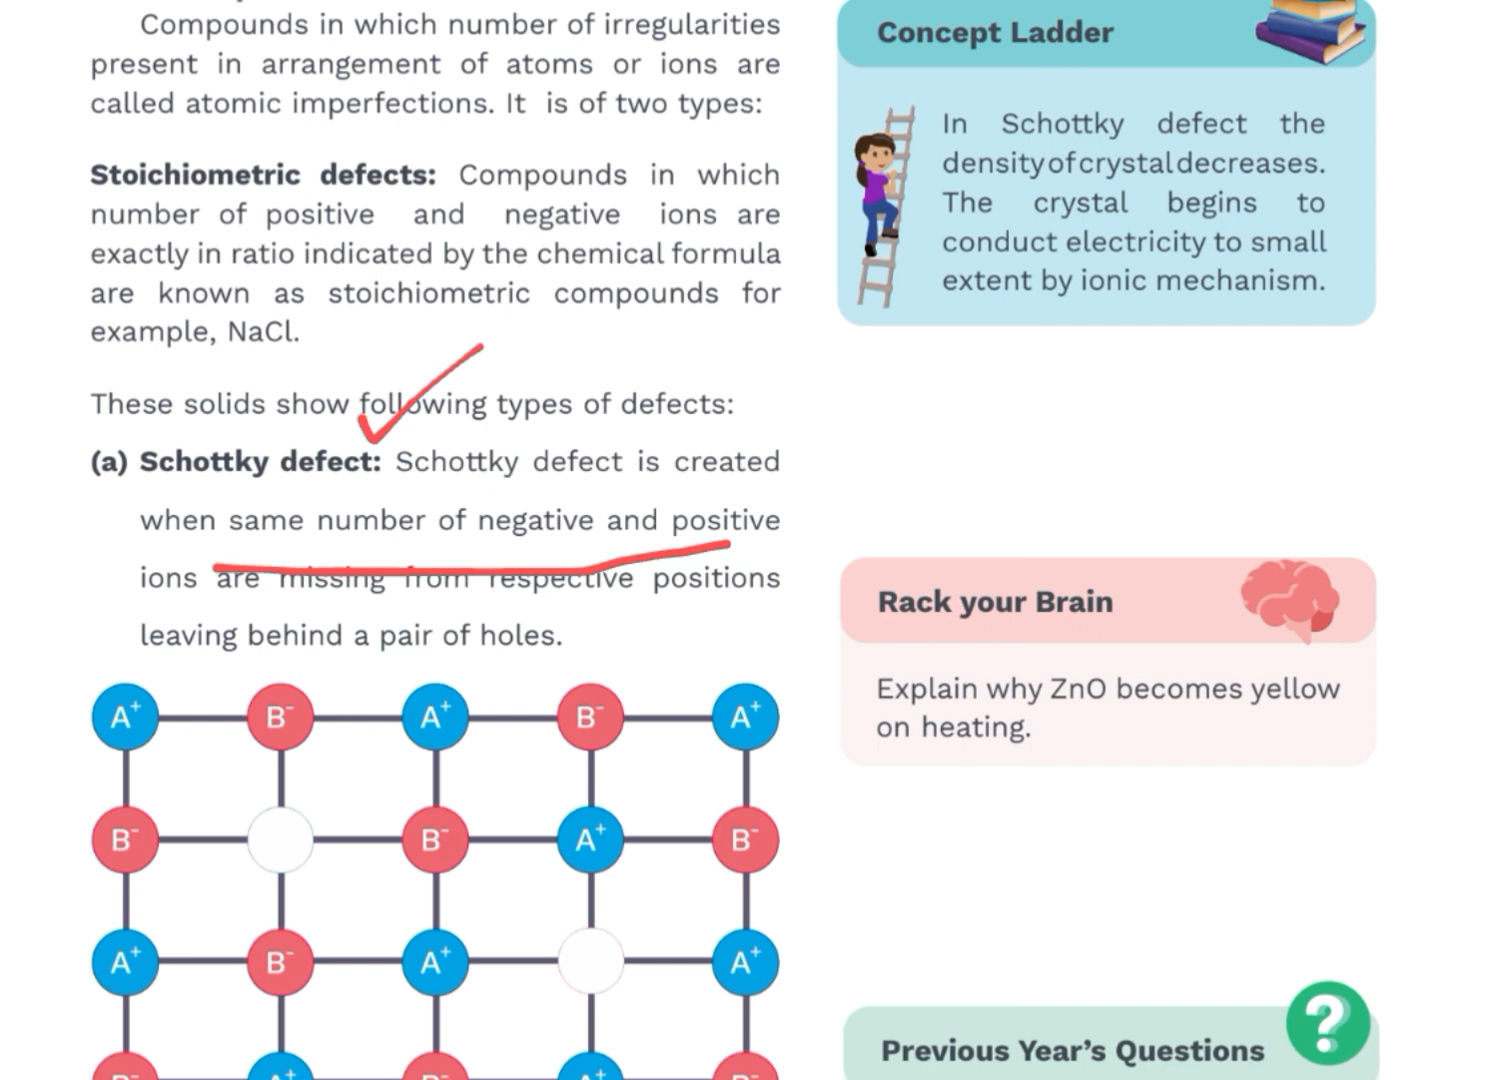 Compounds in which number of irregularities
present in arrangement of atoms or ions are
called atomic imperfections. It is of two types:
Stoichiometric defects: Compounds in which
number of positive and negative ions are
exactly in ratio indicated by the chemical formula
are known as stoichiometric compounds for
example, NaCl.
These solids show following types of defects:
(a) Schottky defect: Schottky defect is created
when same number of negative and positive
ions are missing from respective positions
leaving behind a pair of holes.
A⁺ B⁻ A⁺ B⁻ A⁺
B⁻ B⁻ A⁺ B⁻
A⁺ B⁻ A⁺ A⁺
B⁻ A⁺ B⁻ A⁺ B⁻
Concept Ladder
In Schottky defect the
density of crystal decreases.
The crystal begins to
conduct electricity to small
extent by ionic mechanism.
Rack your Brain
Explain why ZnO becomes yellow
on heating.
?
Previous Year's Questions